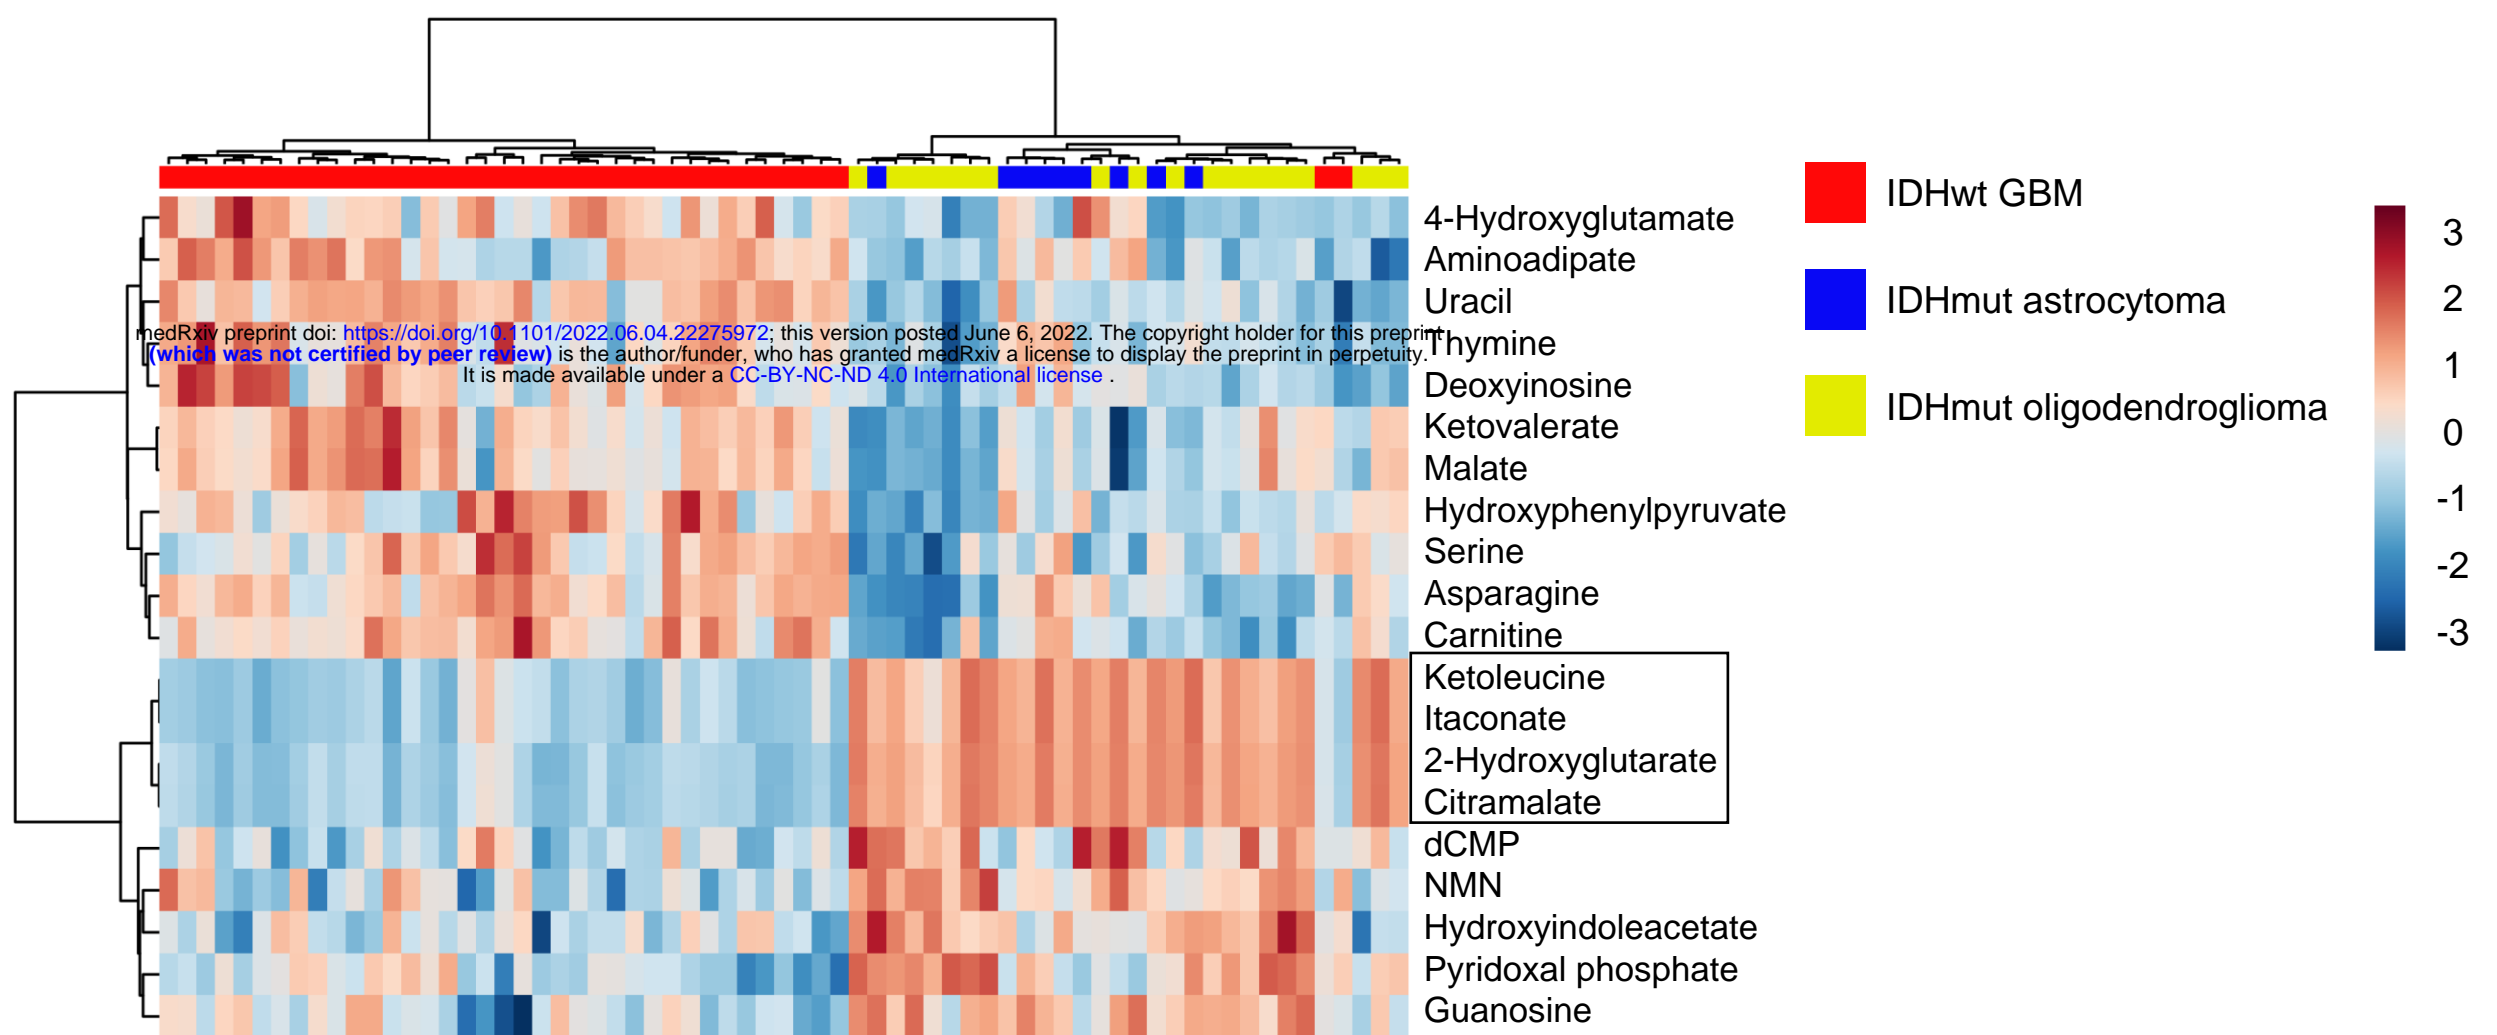 IDHwt GBM
IDHmut astrocytoma
IDHmut oligodendroglioma
3
2
1
0
-1
-2
-3
4-Hydroxyglutamate
Aminoadipate
Uracil
Thymine
Deoxyinosine
Ketovalerate
Malate
Hydroxyphenylpyruvate
Serine
Asparagine
Carnitine
Ketoleucine
Itaconate
2-Hydroxyglutarate
Citramalate
dCMP
NMN
Hydroxyindoleacetate
Pyridoxal phosphate
Guanosine
medRxiv preprint doi: https://doi.org/10.1101/2022.06.04.22275972; this version posted June 6, 2022. The copyright holder for this preprint
(which was not certified by peer review) is the author/funder, who has granted medRxiv a license to display the preprint in perpetuity.
It is made available under a CC-BY-NC-ND 4.0 International license .